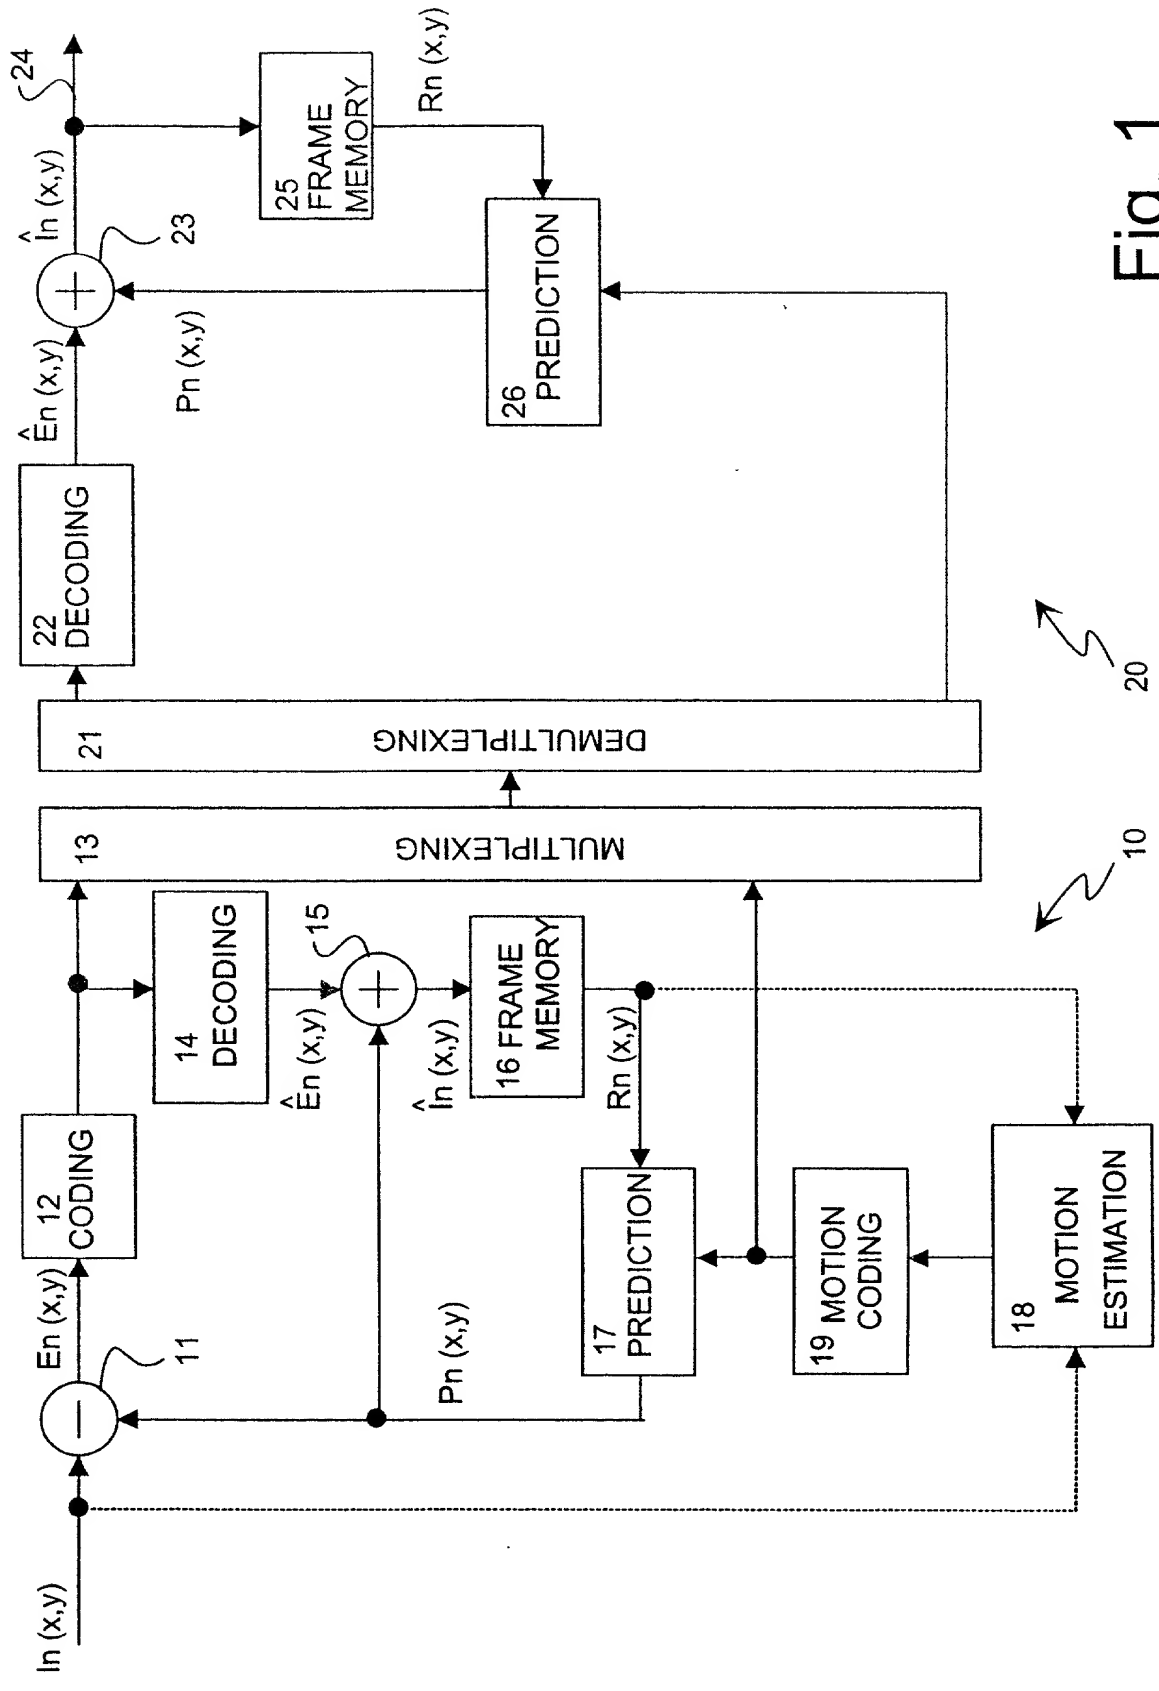 In (x,y)
En (x,y)
11
12
CODING
14
DECODING
Ên (x,y)
15
În (x,y)
16 FRAME
MEMORY
Rn (x,y)
17
PREDICTION
Pn (x,y)
19 MOTION
CODING
18
MOTION
ESTIMATION
13
MULTIPLEXING
10
21
DEMULTIPLEXING
20
22
DECODING
Ên (x,y)
23
În (x,y)
24
25
FRAME
MEMORY
Rn (x,y)
26
PREDICTION
Pn (x,y)
Fig. 1